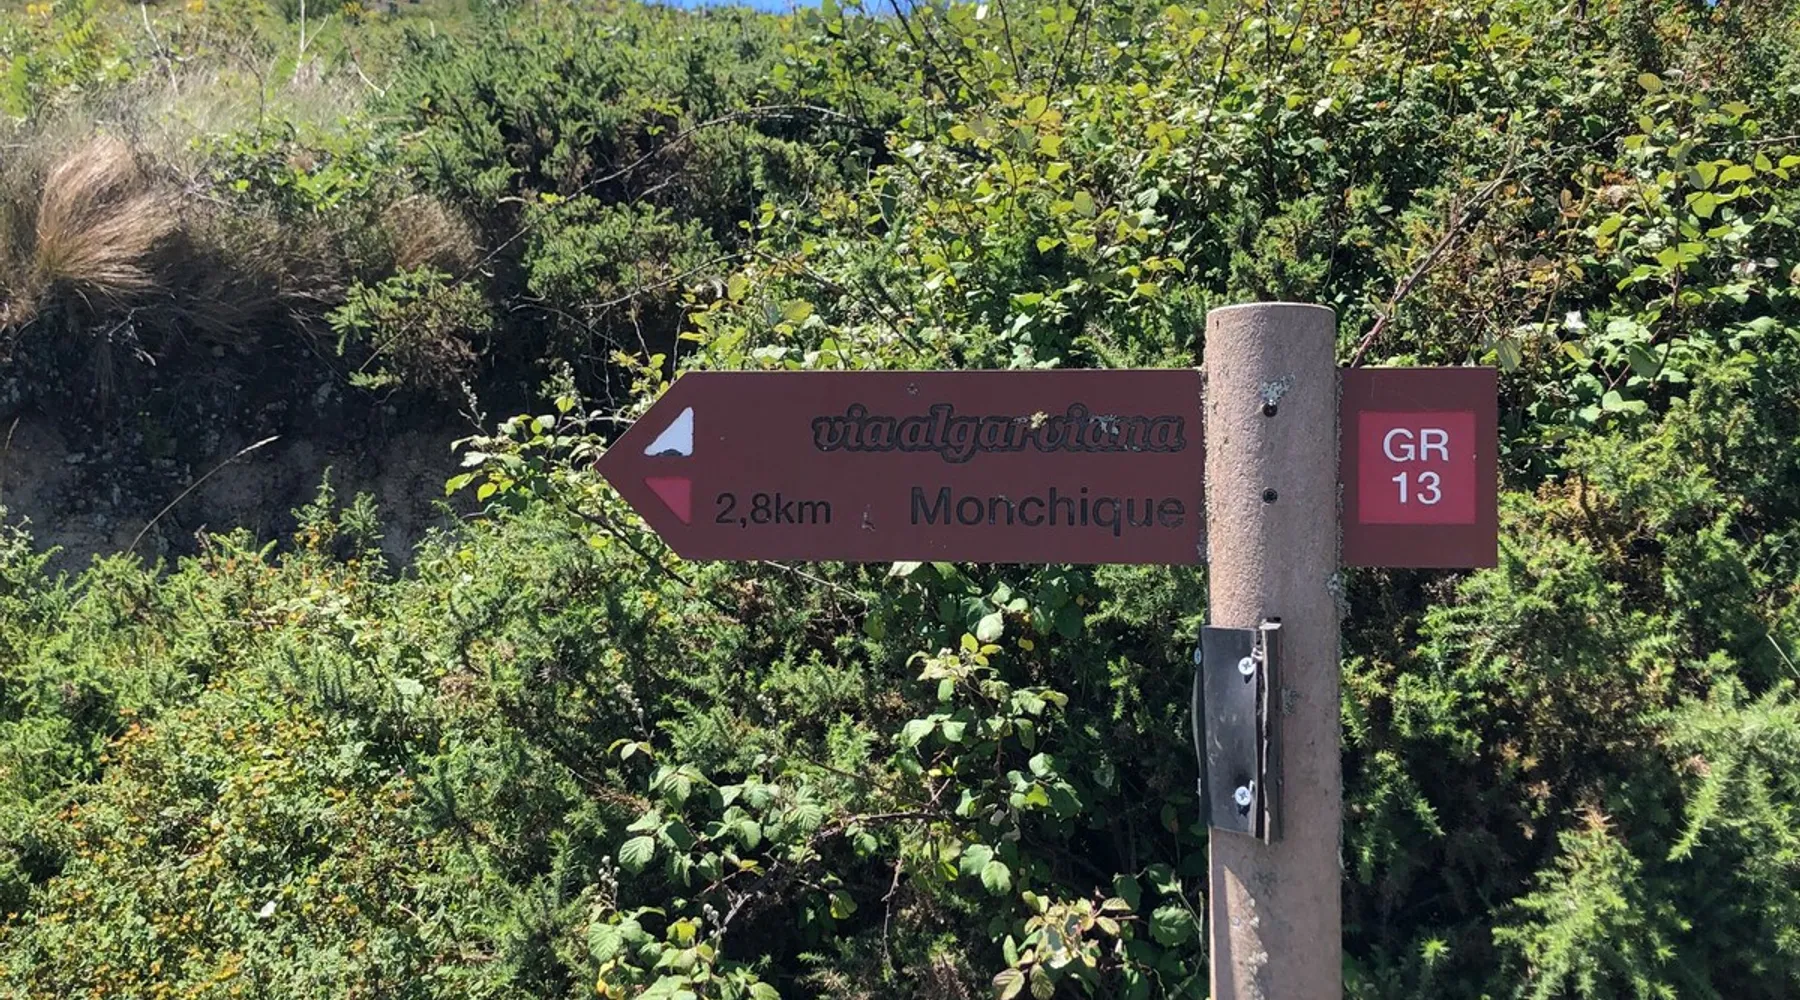 viaalgarviana
2,8km Monchique
GR
13